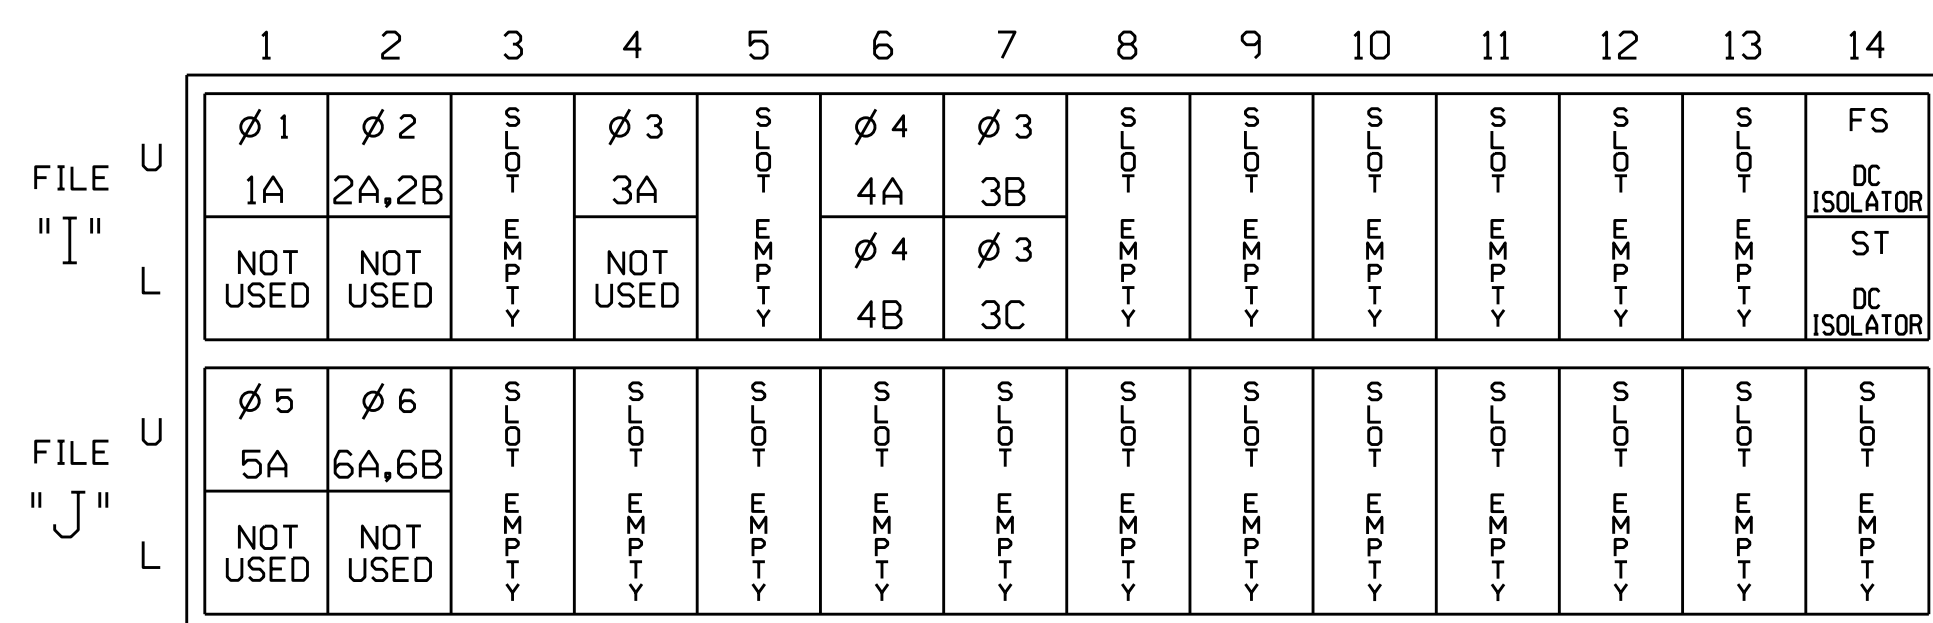 1 2 3 4 5 6 7 8 9 10 11 12 13 14
FILE "I"
U
L
Ø 1
1A
NOT
USED
Ø 2
2A,2B
NOT
USED
SLOT EMPTY
Ø 3
3A
NOT
USED
SLOT EMPTY
Ø 4
4A
Ø 4
4B
Ø 3
3B
Ø 3
3C
SLOT EMPTY
SLOT EMPTY
SLOT EMPTY
SLOT EMPTY
SLOT EMPTY
SLOT EMPTY
FS
DC
ISOLATOR
ST
DC
ISOLATOR
FILE "J"
U
L
Ø 5
5A
NOT
USED
Ø 6
6A,6B
NOT
USED
SLOT EMPTY
SLOT EMPTY
SLOT EMPTY
SLOT EMPTY
SLOT EMPTY
SLOT EMPTY
SLOT EMPTY
SLOT EMPTY
SLOT EMPTY
SLOT EMPTY
SLOT EMPTY
SLOT EMPTY